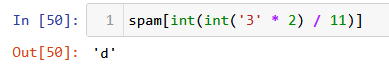 In [50]: 1 spam[int(int('3' * 2) / 11)]
Out[50]: 'd'